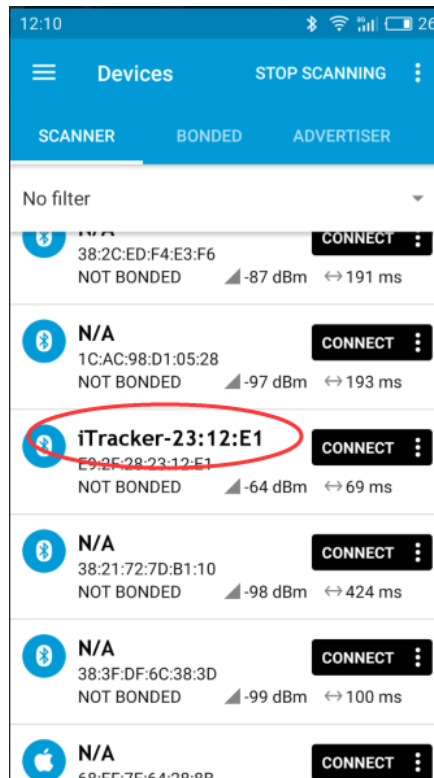 12:10 3G 26
Devices STOP SCANNING
SCANNER BONDED ADVERTISER
No filter
N/A
CONNECT
38:2C:ED:F4:E3:F6
NOT BONDED -87 dBm 191 ms
N/A
CONNECT
1C:AC:98:D1:05:28
NOT BONDED -97 dBm 193 ms
iTracker-23:12:E1
CONNECT
E9:2F:28:23:12:E1
NOT BONDED -64 dBm 69 ms
N/A
CONNECT
38:21:72:7D:B1:10
NOT BONDED -98 dBm 424 ms
N/A
CONNECT
38:3F:DF:6C:38:3D
NOT BONDED -99 dBm 100 ms
N/A
CONNECT